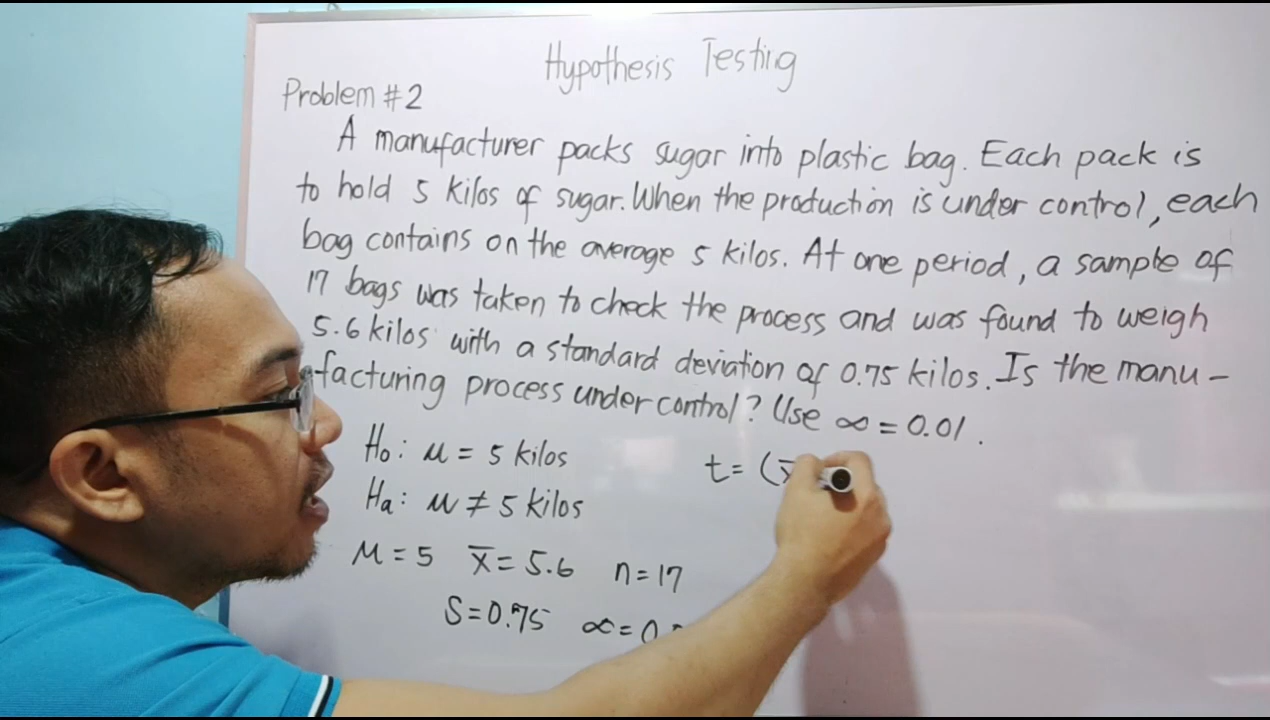 Hypothesis Testing
Problem #2
A manufacturer packs sugar into plastic bag. Each pack is
to hold 5 kilos of sugar. When the production is under control, each
bag contains on the average 5 kilos. At one period, a sample of
17 bags was taken to check the process and was found to weigh
5.6 kilos with a standard deviation of 0.75 kilos. Is the manu-
facturing process under control? Use ∝ = 0.01.
Ho: μ = 5 kilos
t= (x̄
Ha: μ ≠ 5 kilos
μ = 5 x̄ = 5.6 n = 17
S = 0.75 ∝ = 0.